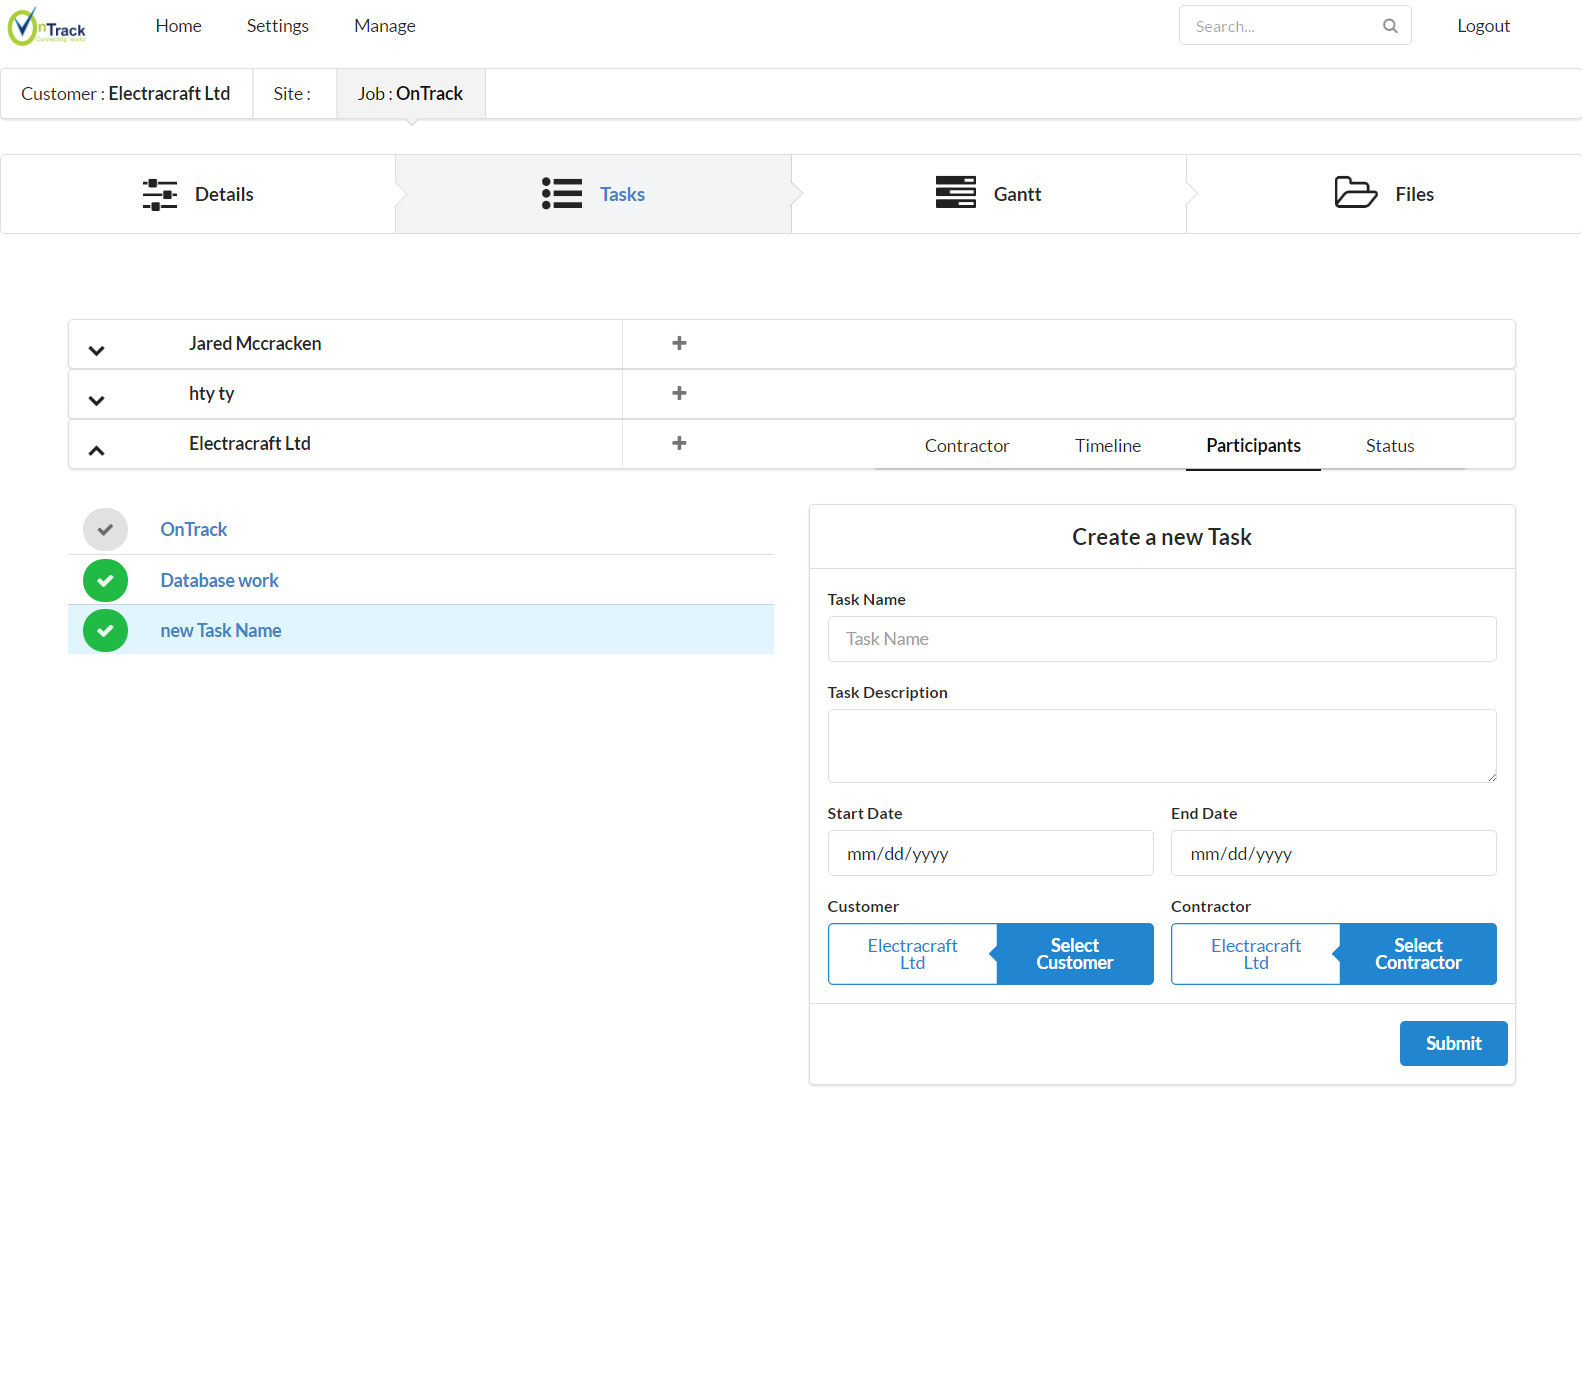 OnTrack
Connecting works
Home Settings Manage Search... Logout
Customer : Electracraft Ltd Site : Job : OnTrack
Details Tasks Gantt Files
Jared Mccracken
hty ty
Electracraft Ltd Contractor Timeline Participants Status
OnTrack
Database work
new Task Name
Create a new Task
Task Name
Task Name
Task Description
Start Date End Date
mm/dd/yyyy mm/dd/yyyy
Customer Contractor
Electracraft Ltd Select Customer Electracraft Ltd Select Contractor
Submit